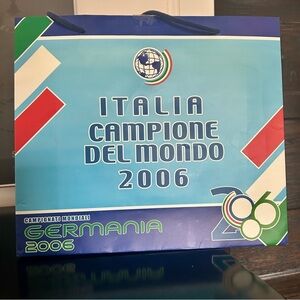 ITALIA
CAMPIONE
DEL MONDO
2006
CAMPIONATI MONDIALI
GERMANIA
2006